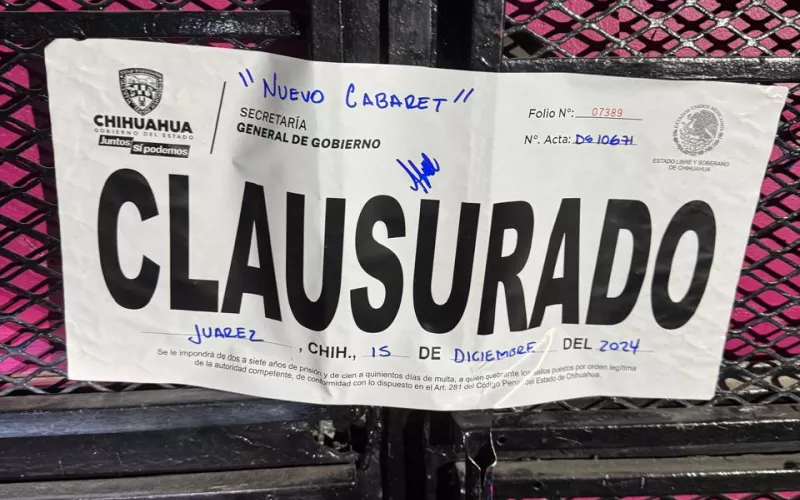 "NUEVO CABARET"
CHIHUAHUA
GOBIERNO DEL ESTADO
Juntos Sí podemos
SECRETARÍA
GENERAL DE GOBIERNO
Folio Nº: 07389
Nº. Acta: DG 10671
ESTADO LIBRE Y SOBERANO
DE CHIHUAHUA
CLAUSURADO
JUAREZ, CHIH., 15 DE DICIEMBRE DEL 2024
Se le impondrá de dos a siete años de prisión y de cien a quinientos días de multa, a quien quebrante los sellos puestos por orden legítima
de la autoridad competente, de conformidad con lo dispuesto en el Art. 281 del Código Penal del Estado de Chihuahua.